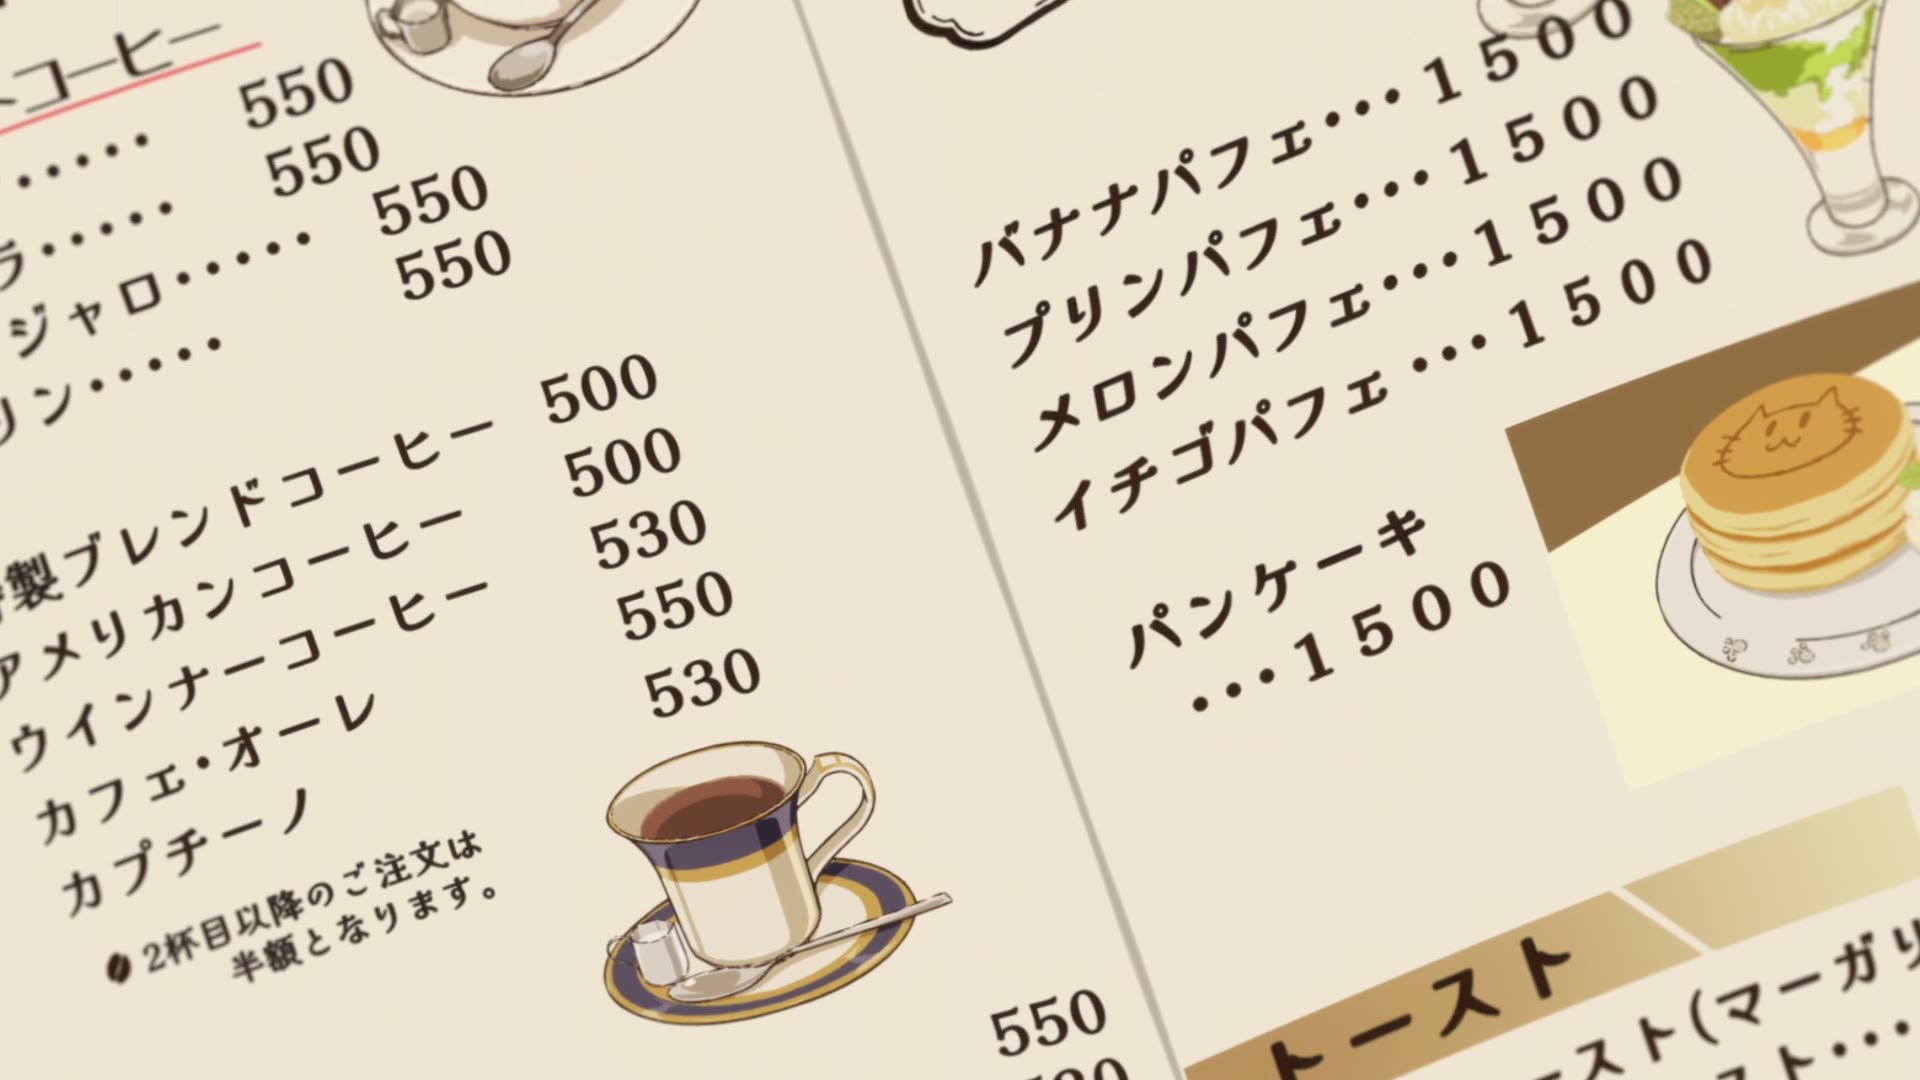 トコーヒー
・・・・・ 550
ラ・・・・・ 550
ジャロ・・・・・ 550
リン・・・・・ 550
製ブレンドコーヒー 500
アメリカンコーヒー 500
ウインナーコーヒー 530
カフェ・オーレ 550
カプチーノ 530
2杯目以降のご注文は
半額となります。
550
530
バナナパフェ・・・1500
プリンパフェ・・・1500
メロンパフェ・・・1500
イチゴパフェ・・・1500
パンケーキ
・・・1500
トースト
ースト(マーガリ
スト・・・